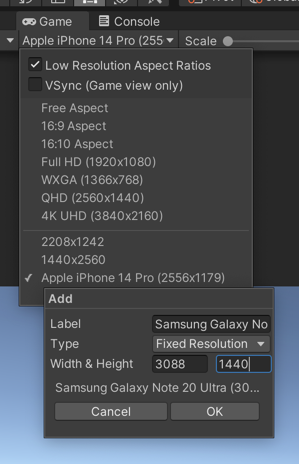 Game
Console
Apple iPhone 14 Pro (255
Scale
Low Resolution Aspect Ratios
VSync (Game view only)
Free Aspect
16:9 Aspect
16:10 Aspect
Full HD (1920x1080)
WXGA (1366x768)
QHD (2560x1440)
4K UHD (3840x2160)
2208x1242
1440x2560
Apple iPhone 14 Pro (2556x1179)
Add
Label Samsung Galaxy No
Type Fixed Resolution
Width & Height 3088 1440
Samsung Galaxy Note 20 Ultra (30...
Cancel OK